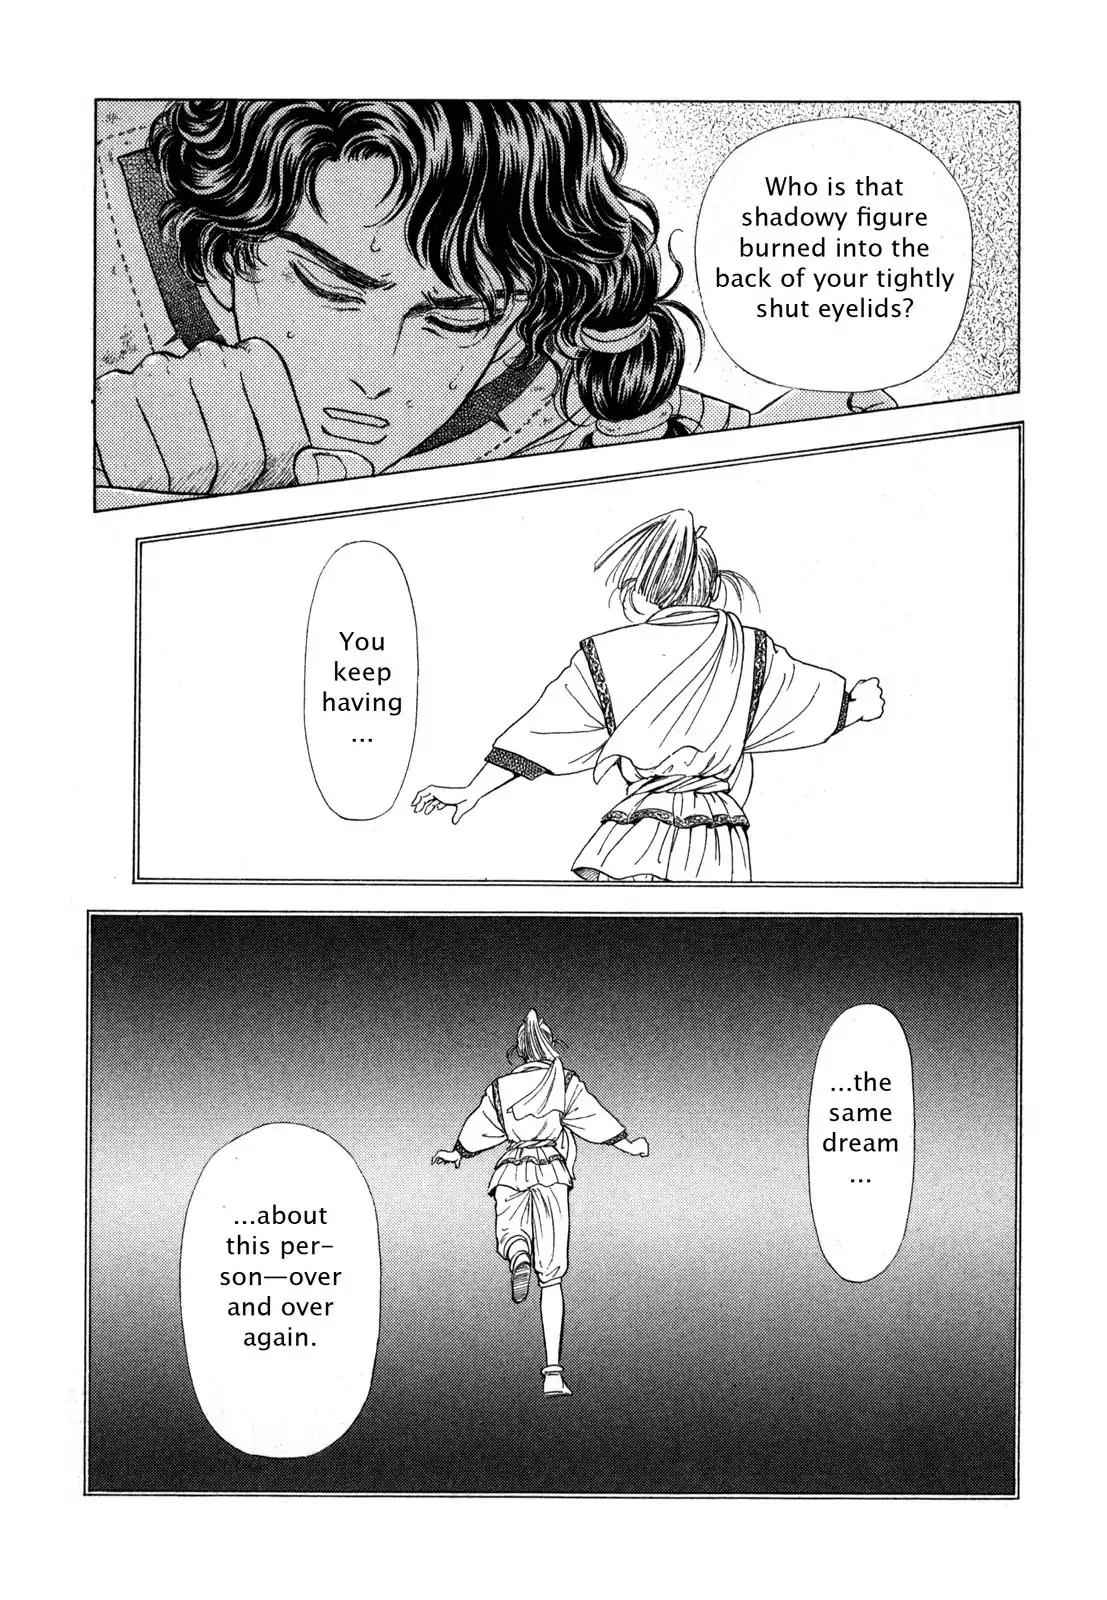 Who is that
shadowy figure
burned into the
back of your tightly
shut eyelids?
You
keep
having
...
...the
same
dream
...
...about
this per-
son—over
and over
again.